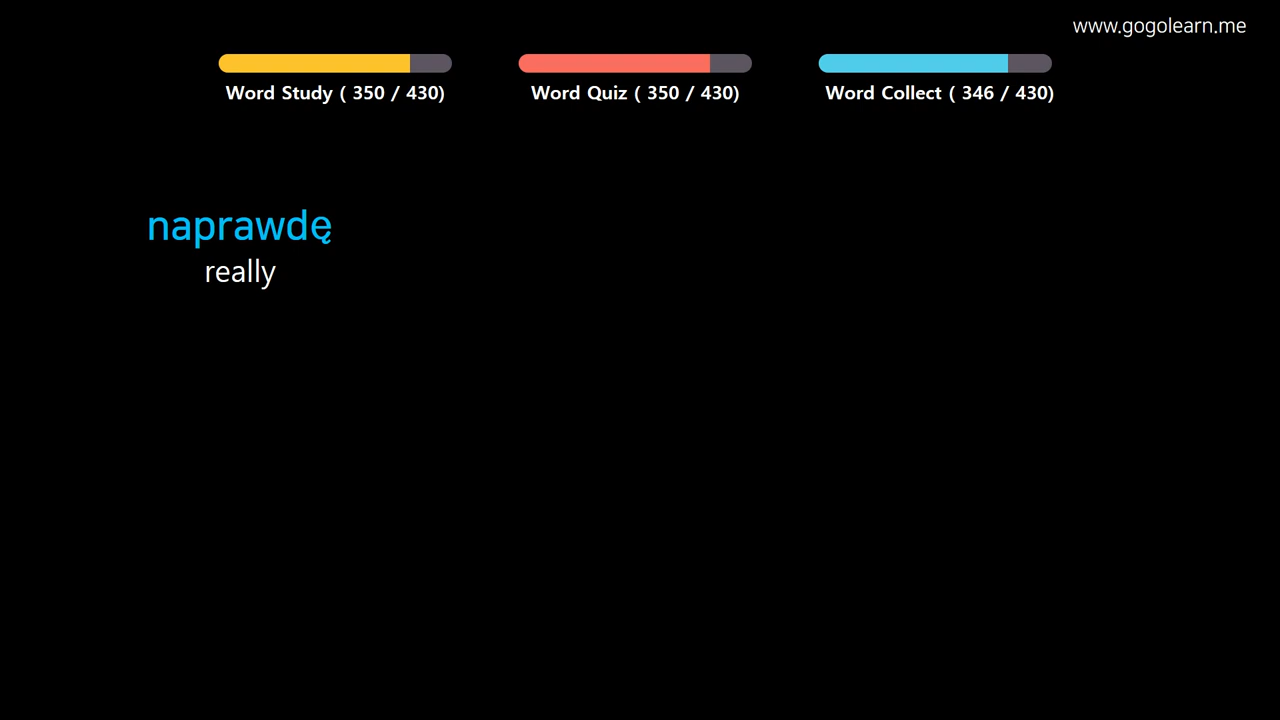 www.gogolearn.me
Word Study ( 350 / 430)
Word Quiz ( 350 / 430)
Word Collect ( 346 / 430)
naprawdę
really